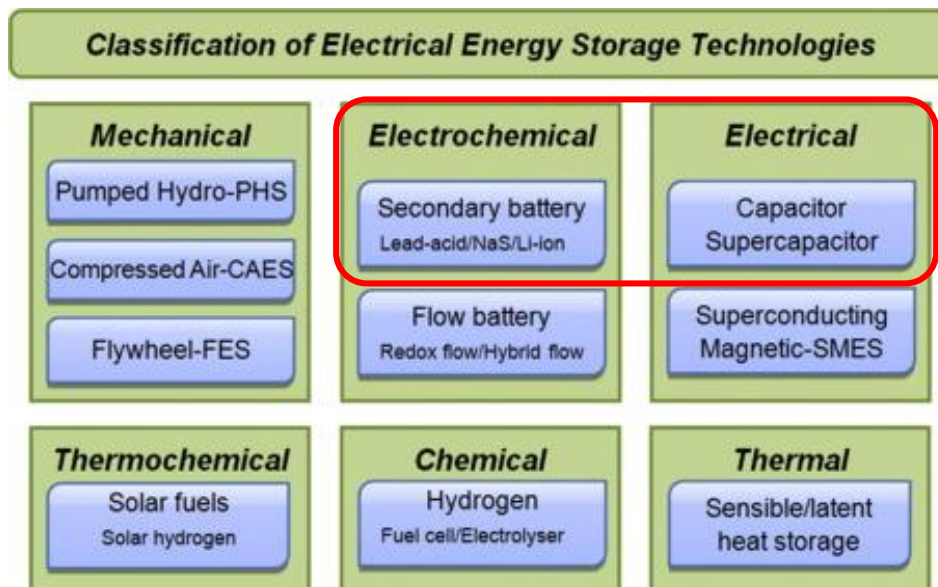 Classification of Electrical Energy Storage Technologies
Mechanical
Pumped Hydro-PHS
Compressed Air-CAES
Flywheel-FES
Electrochemical
Secondary battery
Lead-acid/NaS/Li-ion
Flow battery
Redox flow/Hybrid flow
Electrical
Capacitor
Supercapacitor
Superconducting
Magnetic-SMES
Thermochemical
Solar fuels
Solar hydrogen
Chemical
Hydrogen
Fuel cell/Electrolyser
Thermal
Sensible/latent
heat storage